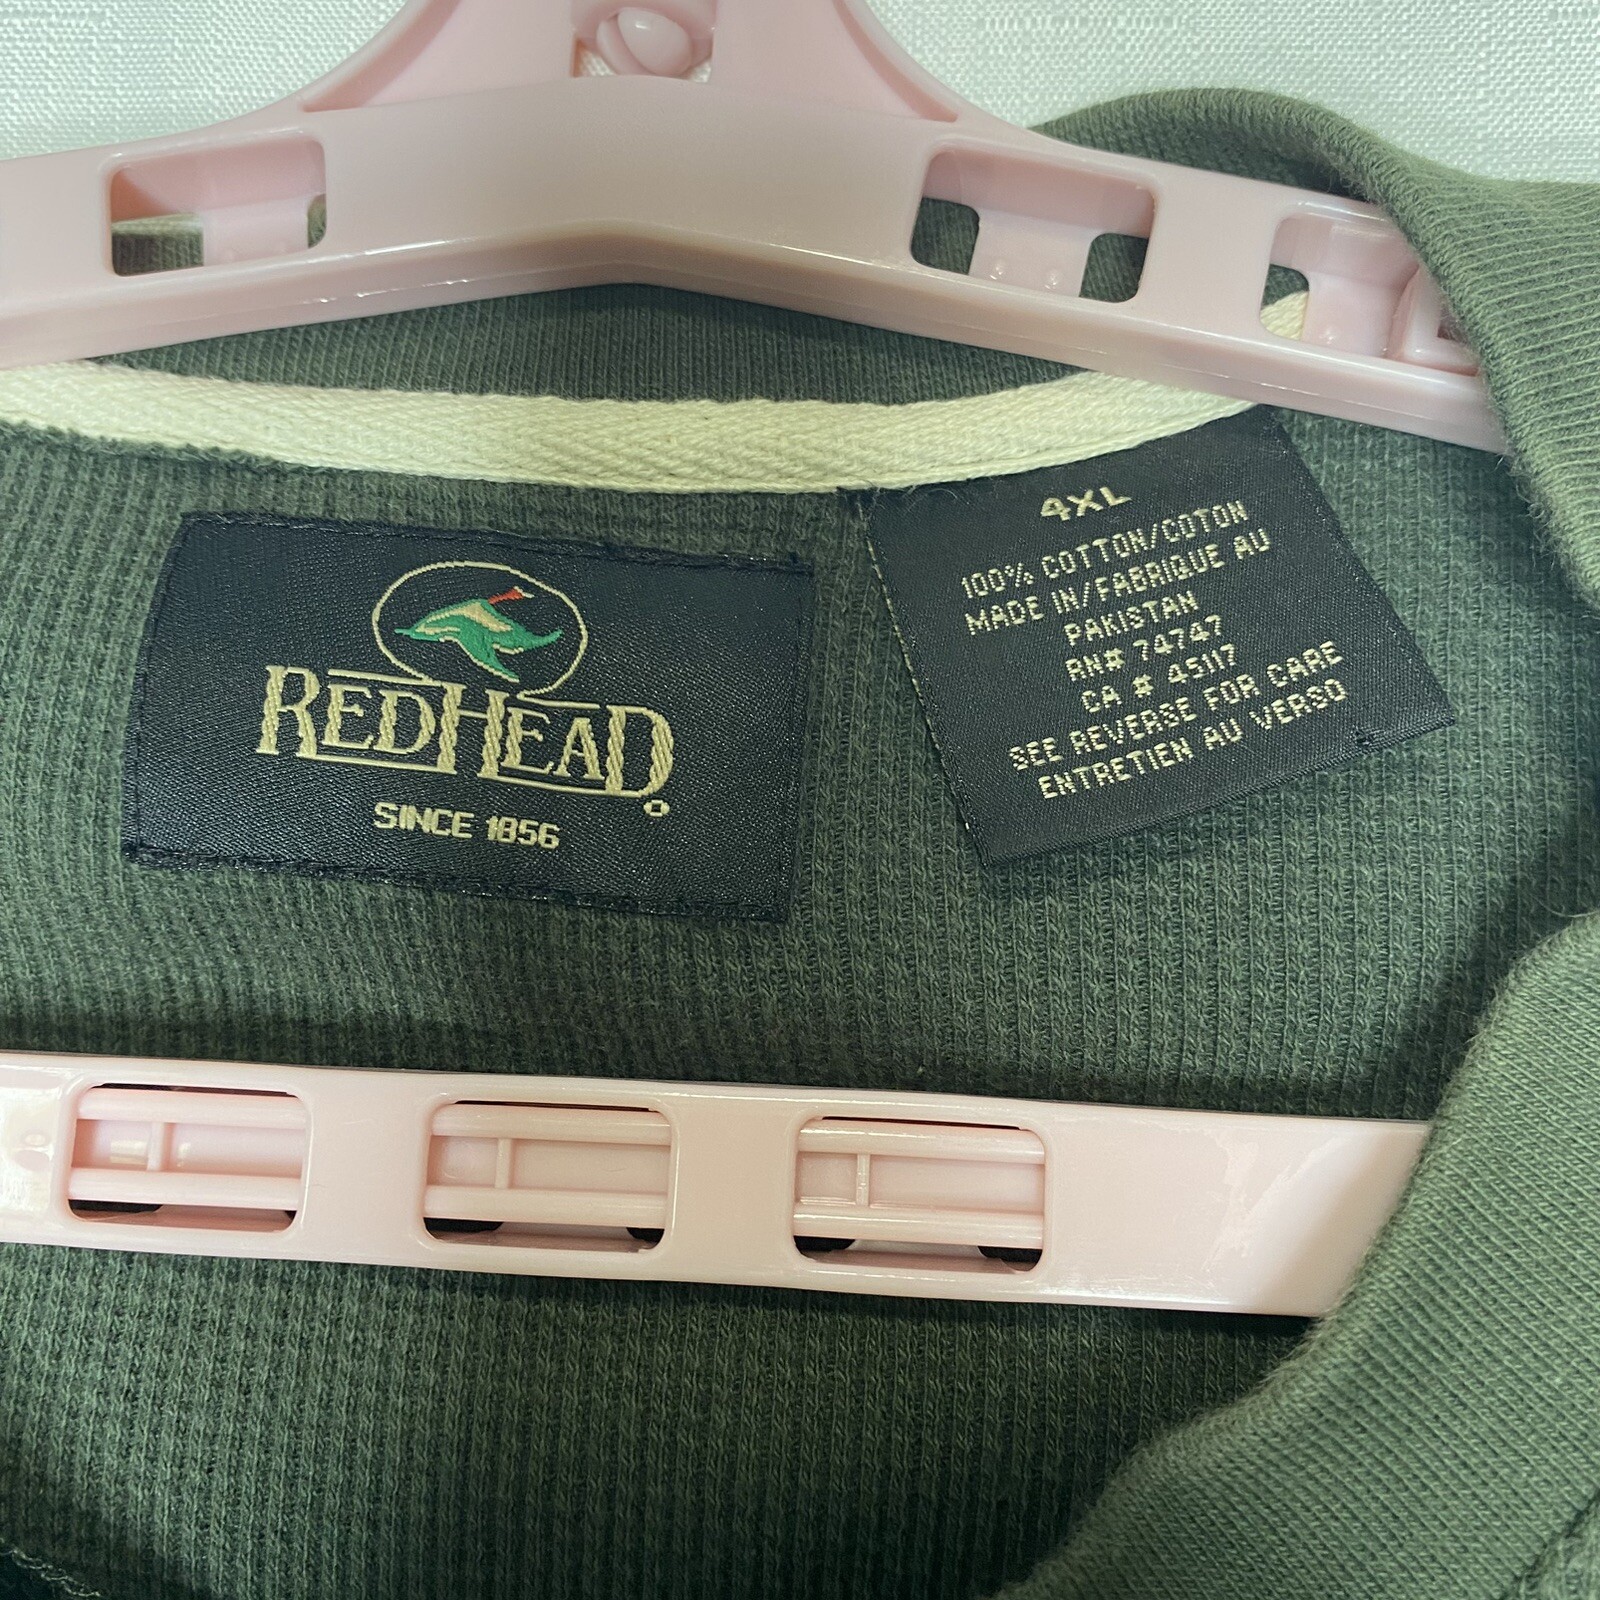 REDHEAD®
SINCE 1856
4XL
100% COTTON/COTON
MADE IN/FABRIQUE AU
PAKISTAN
RN# 74747
CA # 45117
SEE REVERSE FOR CARE
ENTRETIEN AU VERSO